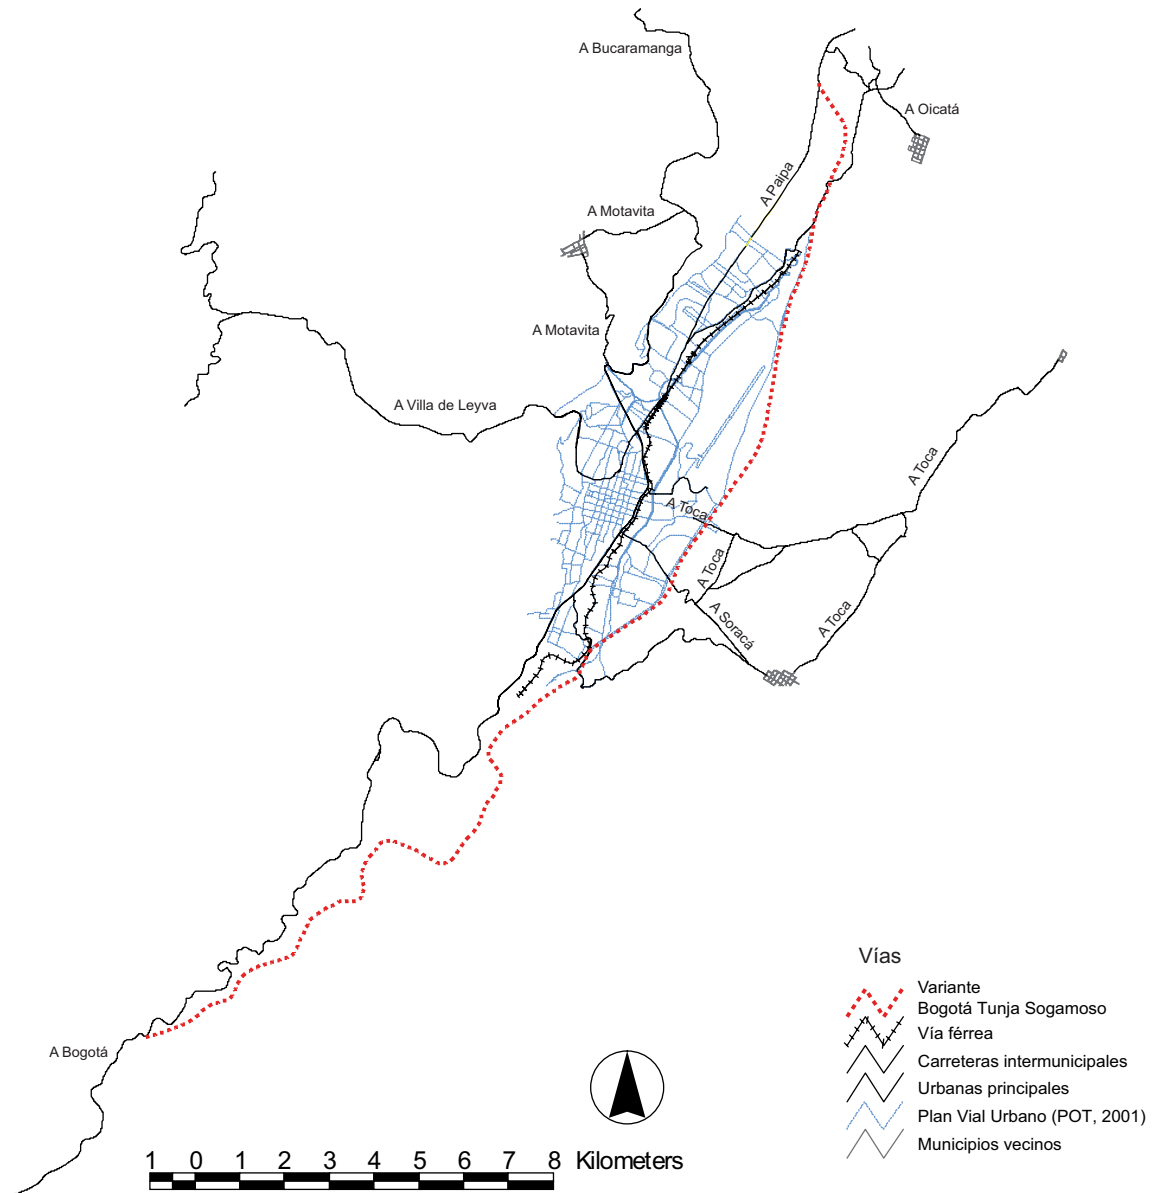 A Bucaramanga
A Oicatá
A Paipa
A Motavita
A Motavita
A Villa de Leyva
A Toca
A Toca
A Toca
A Soracá
A Toca
A Bogotá
Vías
Variante
Bogotá Tunja Sogamoso
Vía férrea
Carreteras intermunicipales
Urbanas principales
Plan Vial Urbano (POT, 2001)
Municipios vecinos
1 0 1 2 3 4 5 6 7 8 Kilometers